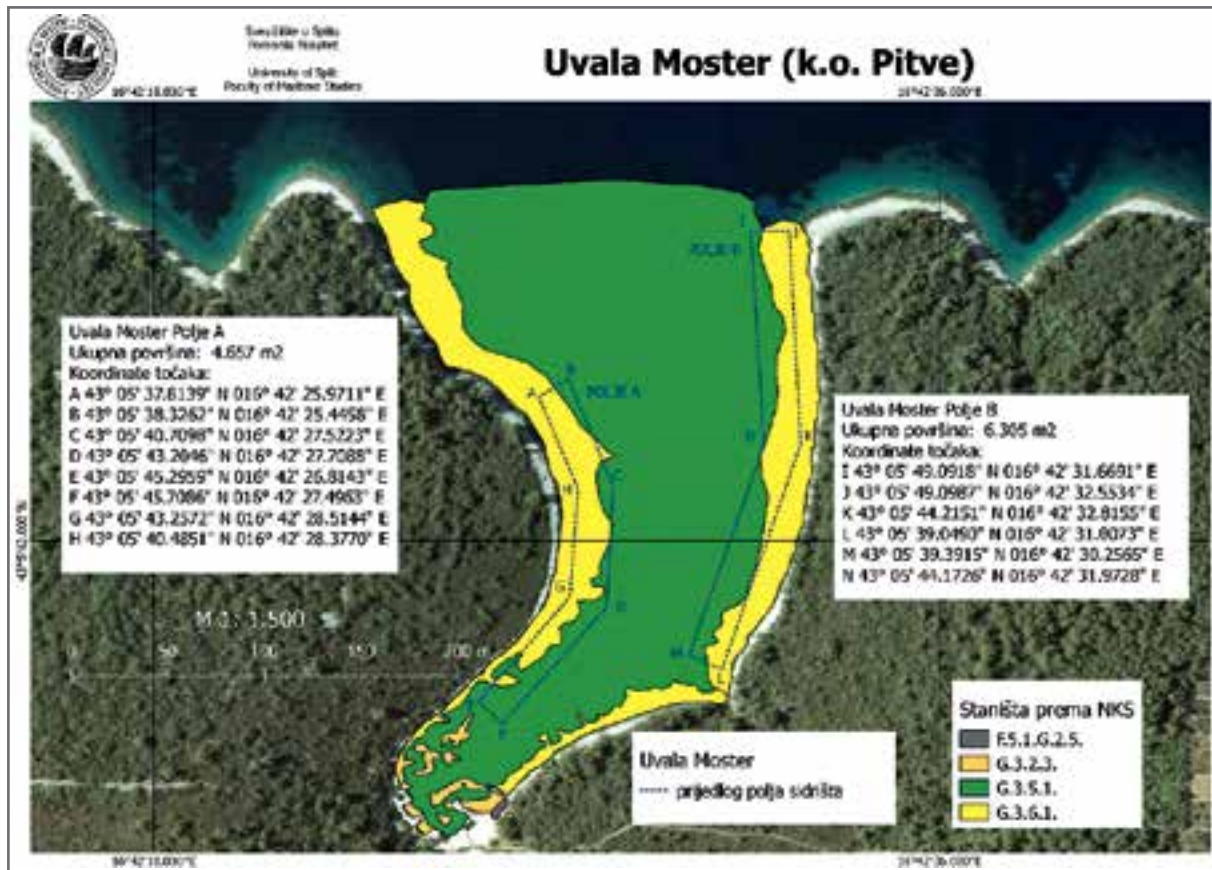 Sveučilište u Splitu
Pomorski fakultet
University of Split
Faculty of Maritime Studies
Uvala Moster (k.o. Pitve)
POLJE B
POLJE A
Uvala Moster Polje A
Ukupna površina: 4.657 m2
Koordinate točaka:
A 43° 05' 37.8139" N 016° 42' 25.9711" E
B 43° 05' 38.3262" N 016° 42' 25.4458" E
C 43° 05' 40.7098" N 016° 42' 27.5223" E
D 43° 05' 43.2046" N 016° 42' 27.7088" E
E 43° 05' 45.2959" N 016° 42' 26.8143" E
F 43° 05' 45.7086" N 016° 42' 27.4963" E
G 43° 05' 43.2572" N 016° 42' 28.5144" E
H 43° 05' 40.4851" N 016° 42' 28.3770" E
Uvala Moster Polje B
Ukupna površina: 6.305 m2
Koordinate točaka:
I 43° 05' 49.0918" N 016° 42' 31.6691" E
J 43° 05' 49.0987" N 016° 42' 32.5534" E
K 43° 05' 44.2151" N 016° 42' 32.8155" E
L 43° 05' 39.0490" N 016° 42' 31.8073" E
M 43° 05' 39.3915" N 016° 42' 30.2565" E
N 43° 05' 44.1726" N 016° 42' 31.9728" E
A
B
C
H
G
M
L
J
I
1:1.500
0 50 100 150 200 m
Uvala Moster
prijedlog polja sidrišta
Staništa prema NKS
F.5.1.G.2.5.
G.3.2.3.
G.3.5.1.
G.3.6.1.